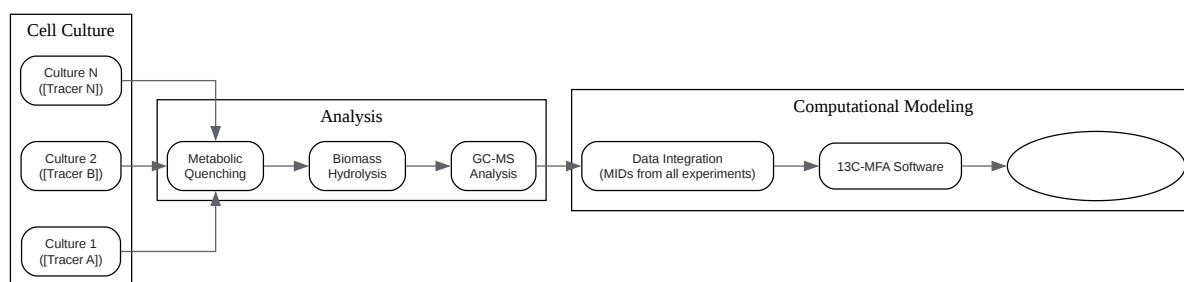 Cell Culture
Culture N
([Tracer N])
Culture 2
([Tracer B])
Culture 1
([Tracer A])
Analysis
Metabolic
Quenching
Biomass
Hydrolysis
GC-MS
Analysis
Computational Modeling
Data Integration
(MIDs from all experiments)
13C-MFA Software